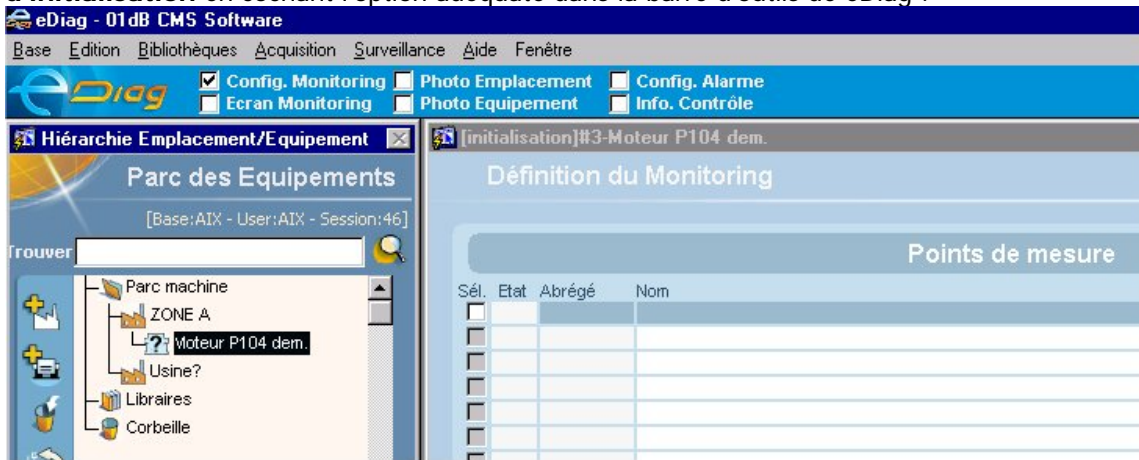 d'initialisation en cochant l'option adéquate dans la barre d'outils de eDiag :
eDiag - 01dB CMS Software
Base Edition Bibliothèques Acquisition Surveillance Aide Fenêtre
eDiag
Config. Monitoring Photo Emplacement Config. Alarme
Ecran Monitoring Photo Equipement Info. Contrôle
Hiérarchie Emplacement/Equipement
[initialisation]#3-Moteur P104 dem.
Parc des Equipements
Définition du Monitoring
[Base:AIX - User:AIX - Session:46]
Trouver
Points de mesure
Parc machine
Sél. Etat Abrégé Nom
ZONE A
Moteur P104 dem.
Usine?
Libraires
Corbeille